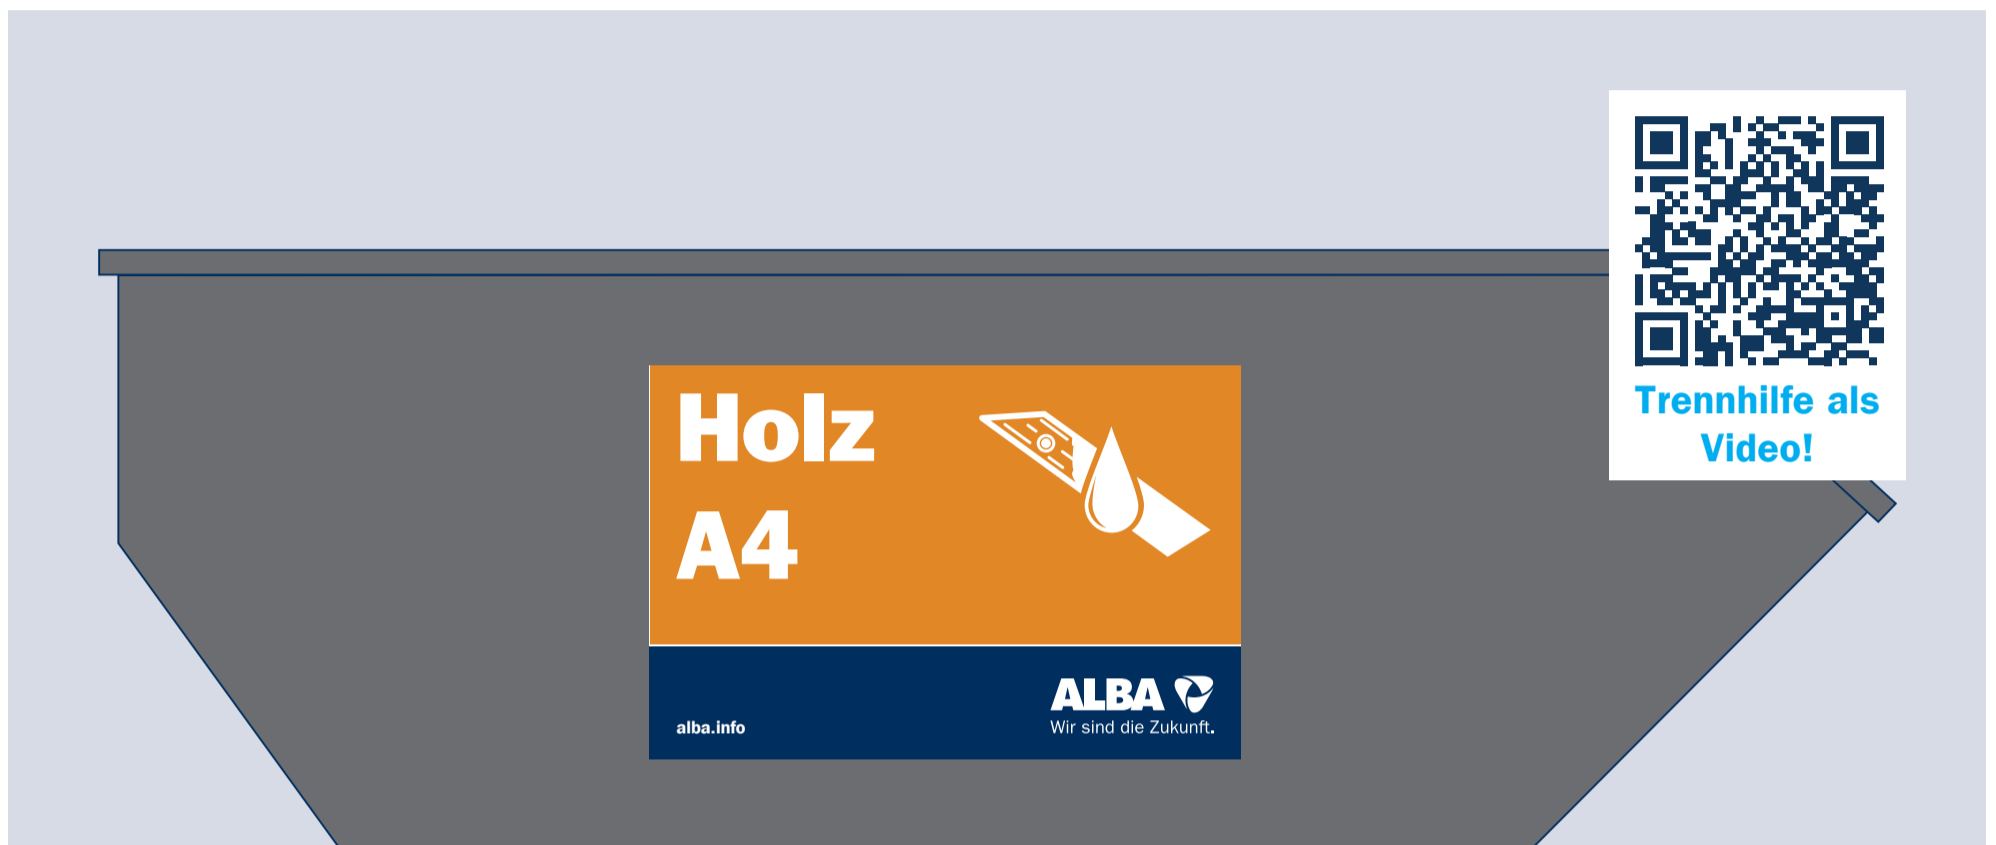 Trennhilfe als
Video!
Holz
A4
alba.info
ALBA
Wir sind die Zukunft.